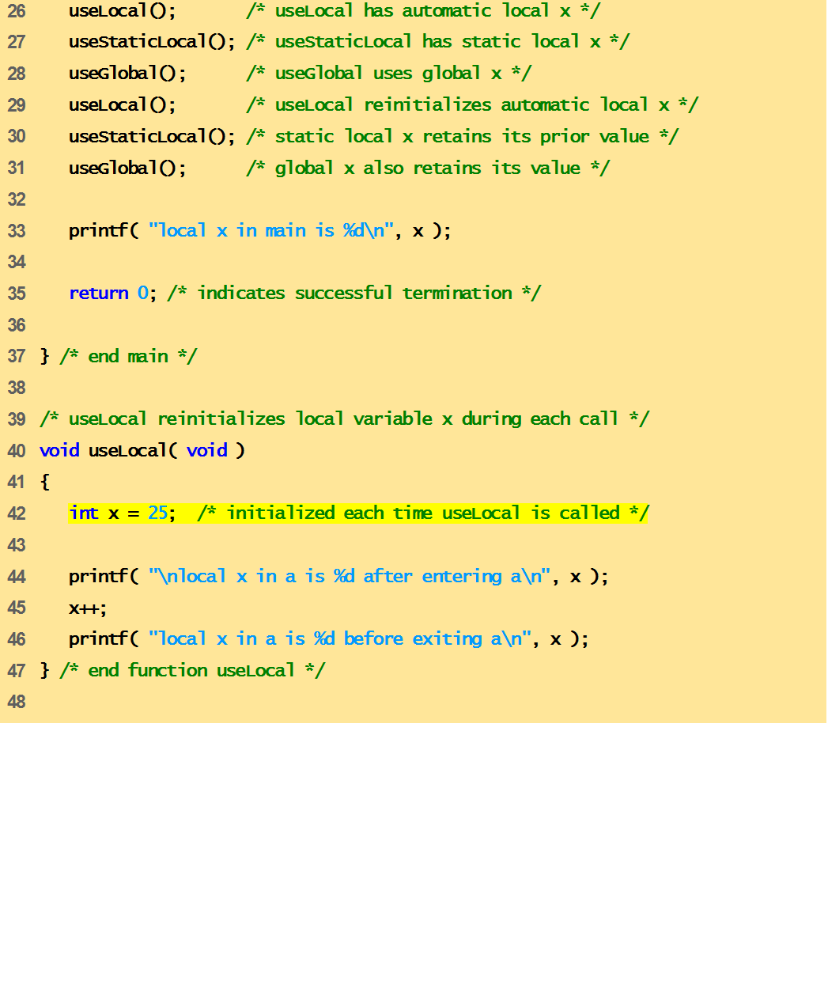 26 useLocal();       /* useLocal has automatic local x */
27 useStaticLocal(); /* useStaticLocal has static local x */
28 useGlobal();      /* useGlobal uses global x */
29 useLocal();       /* useLocal reinitializes automatic local x */
30 useStaticLocal(); /* static local x retains its prior value */
31 useGlobal();      /* global x also retains its value */
32
33 printf( "local x in main is %d\n", x );
34
35 return 0; /* indicates successful termination */
36
37 } /* end main */
38
39 /* useLocal reinitializes local variable x during each call */
40 void useLocal( void )
41 {
42 int x = 25;  /* initialized each time useLocal is called */
43
44 printf( "\nlocal x in a is %d after entering a\n", x );
45 x++;
46 printf( "local x in a is %d before exiting a\n", x );
47 } /* end function useLocal */
48